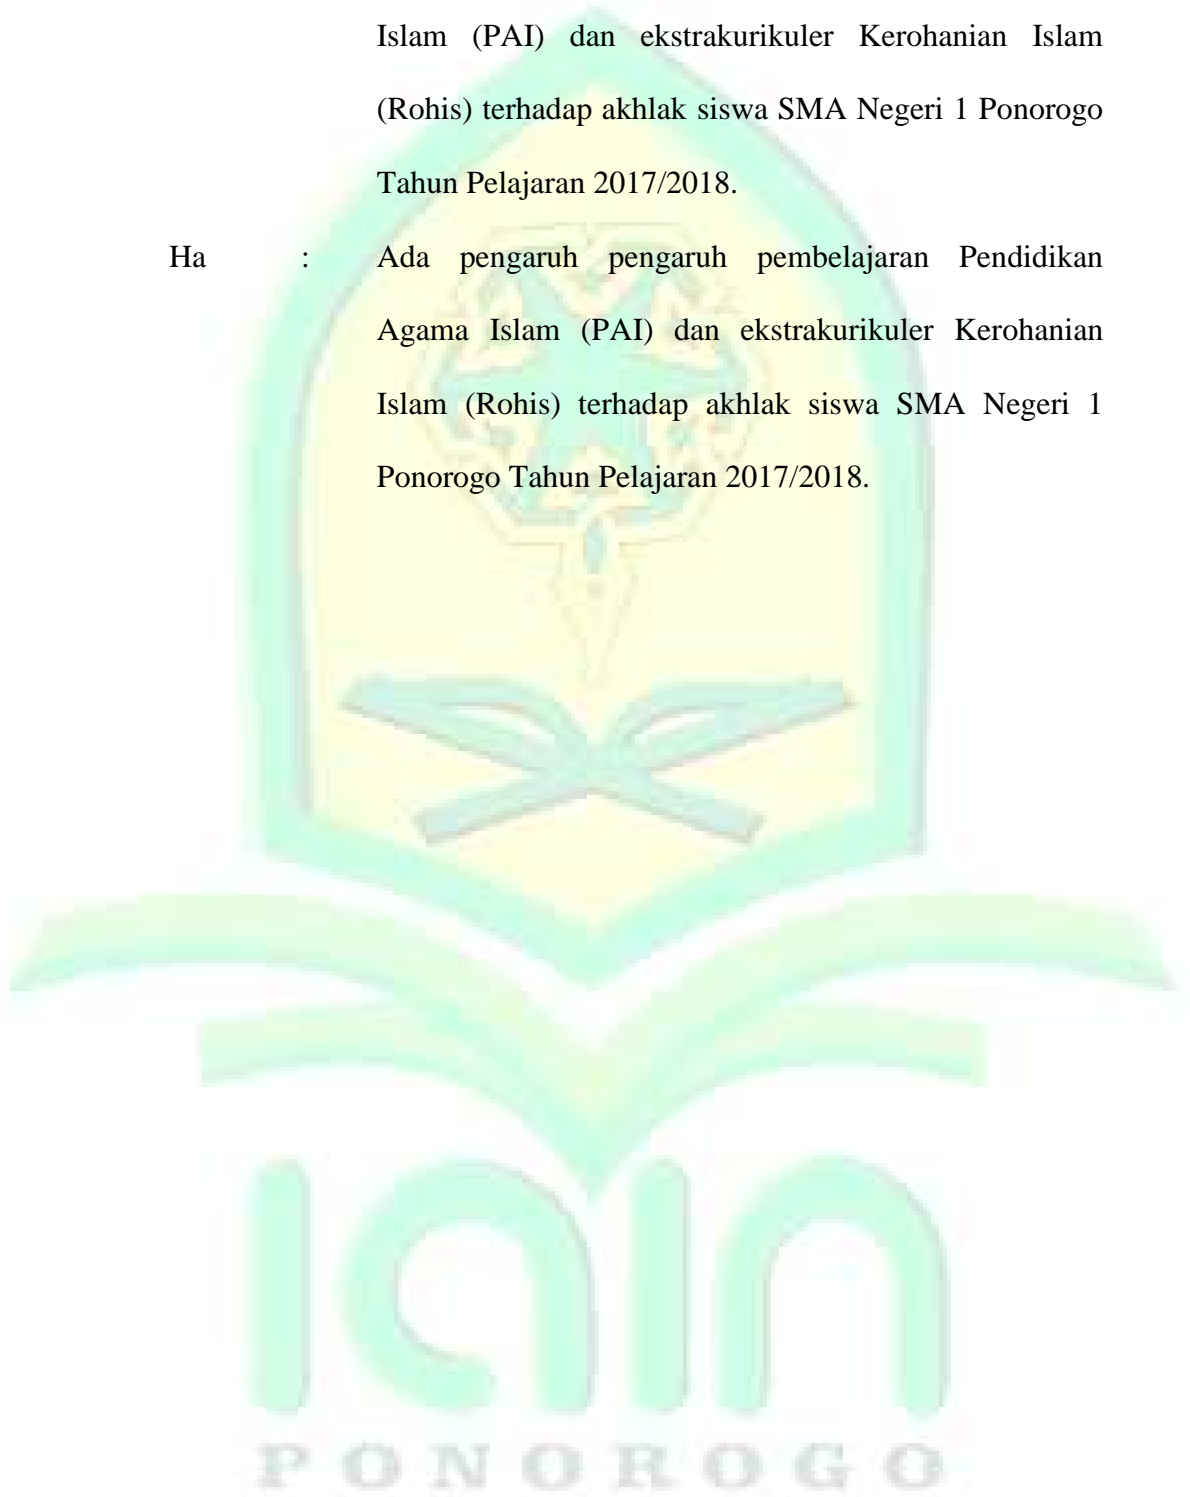 Islam (PAI) dan ekstrakurikuler Kerohanian Islam
(Rohis) terhadap akhlak siswa SMA Negeri 1 Ponorogo
Tahun Pelajaran 2017/2018.
Ha : Ada pengaruh pengaruh pembelajaran Pendidikan
Agama Islam (PAI) dan ekstrakurikuler Kerohanian
Islam (Rohis) terhadap akhlak siswa SMA Negeri 1
Ponorogo Tahun Pelajaran 2017/2018.
iain
PONOROGO